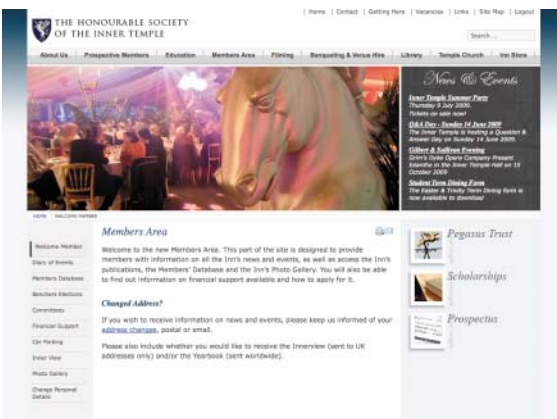 | Home | Contact | Getting Here | Vacancies | Links | Site Map | Logout
THE HONOURABLE SOCIETY
OF THE INNER TEMPLE
Search ...
About Us | Prospective Members | Education | Members Area | Filming | Banqueting & Venue Hire | Library | Temple Church | Inn Store
News & Events
Inner Temple Summer Party
Thursday 9 July 2009.
Tickets on sale now!
Q&A Day - Sunday 14 June 2009
The Inner Temple is hosting a Question &
Answer Day on Sunday 14 June 2009.
Gilbert & Sullivan Evening
Grim's Dyke Opera Company Present
Iolanthe in the Inner Temple Hall on 15
October 2009
Student Term Dining Form
The Easter & Trinity Term Dining form is
now available to download
HOME | WELCOME MEMBER
Welcome Member
Diary of Events
Members Database
Benchers Elections
Committees
Financial Support
Car Parking
Inner View
Photo Gallery
Change Personal
Details
Members Area
Welcome to the new Members Area. This part of the site is designed to provide
members with information on all the Inn's news and events, as well as access the Inn's
publications, the Members' Database and the Inn's Photo Gallery. You will also be able
to find out information on financial support available and how to apply for it.
Changed Address?
If you wish to receive information on news and events, please keep us informed of your
address changes, postal or email.
Please also include whether you would like to receive the Innerview (sent to UK
addresses only) and/or the Yearbook (sent worldwide).
Pegasus Trust
Scholarships
Prospectus